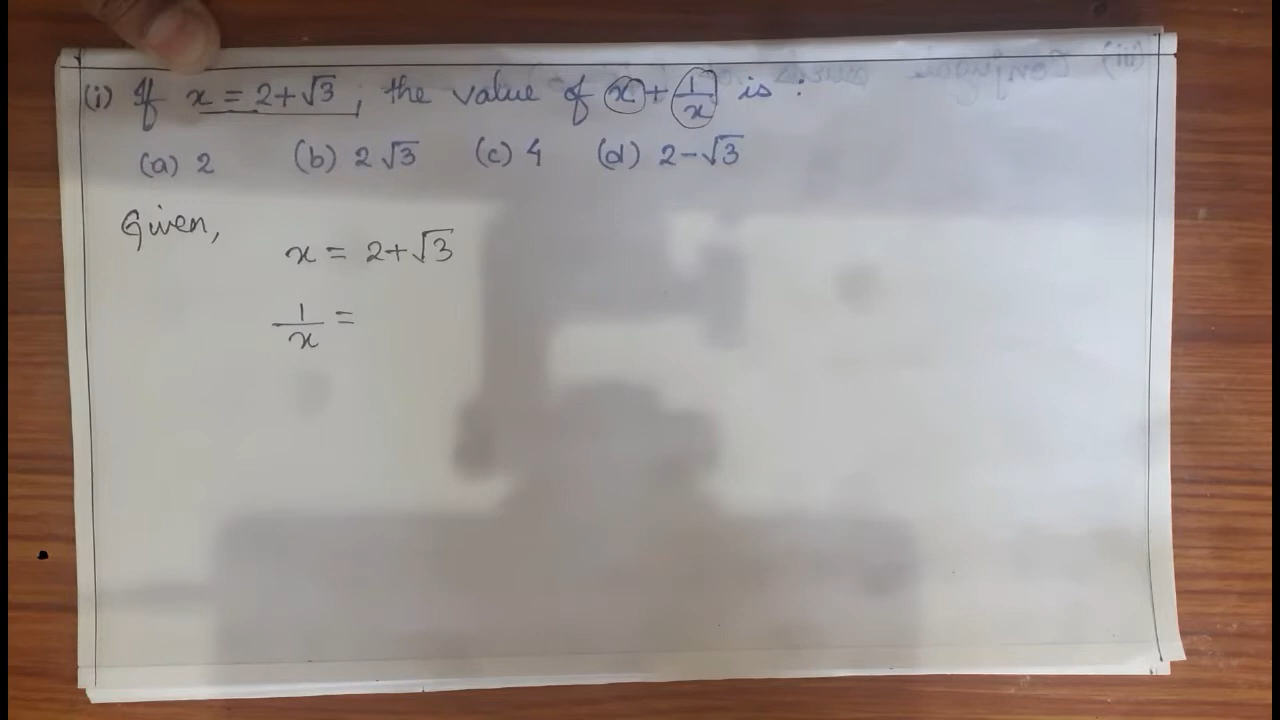 (i) If x = 2+√3, the value of x + 1/x is :
(a) 2 (b) 2√3 (c) 4 (d) 2-√3
Given,
x = 2+√3
1/x =